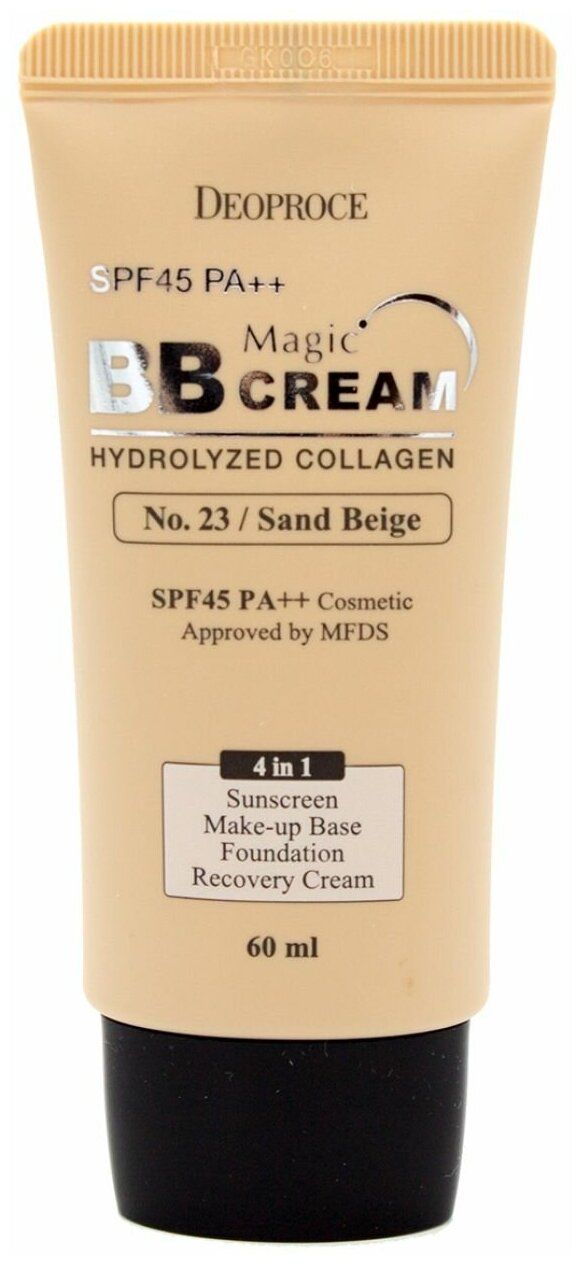 GK0C6
DEOPROCE
SPF45 PA++
Magic
BB CREAM
HYDROLYZED COLLAGEN
No. 23 / Sand Beige
SPF45 PA++ Cosmetic
Approved by MFDS
4 in 1
Sunscreen
Make-up Base
Foundation
Recovery Cream
60 ml